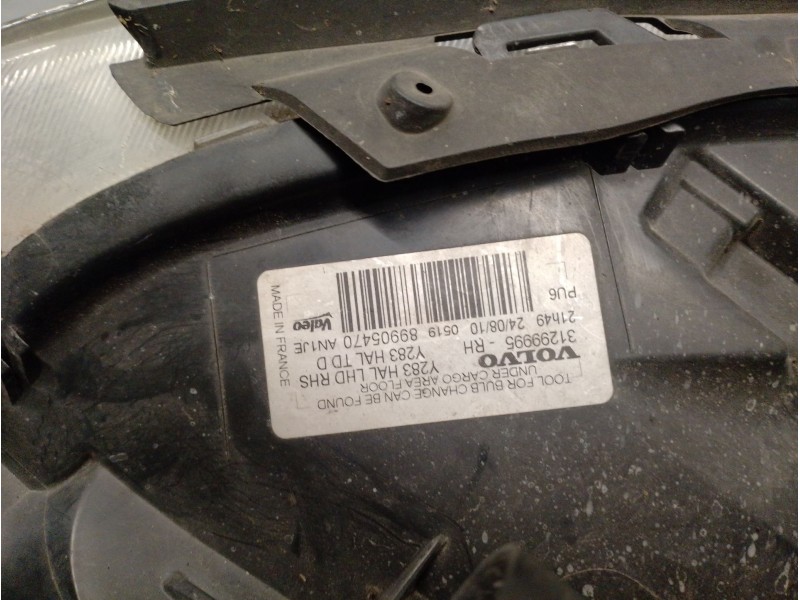 TOOL FOR BULB CHANGE CAN BE FOUND
UNDER CARGO AREA FLOOR
VOLVO
Y283 HAL LHD RHS
31299995 - RH
Y283 HAL TD D
21h49 24/08/10 0519 89905470 AN1JE
PU6
Valeo
MADE IN FRANCE